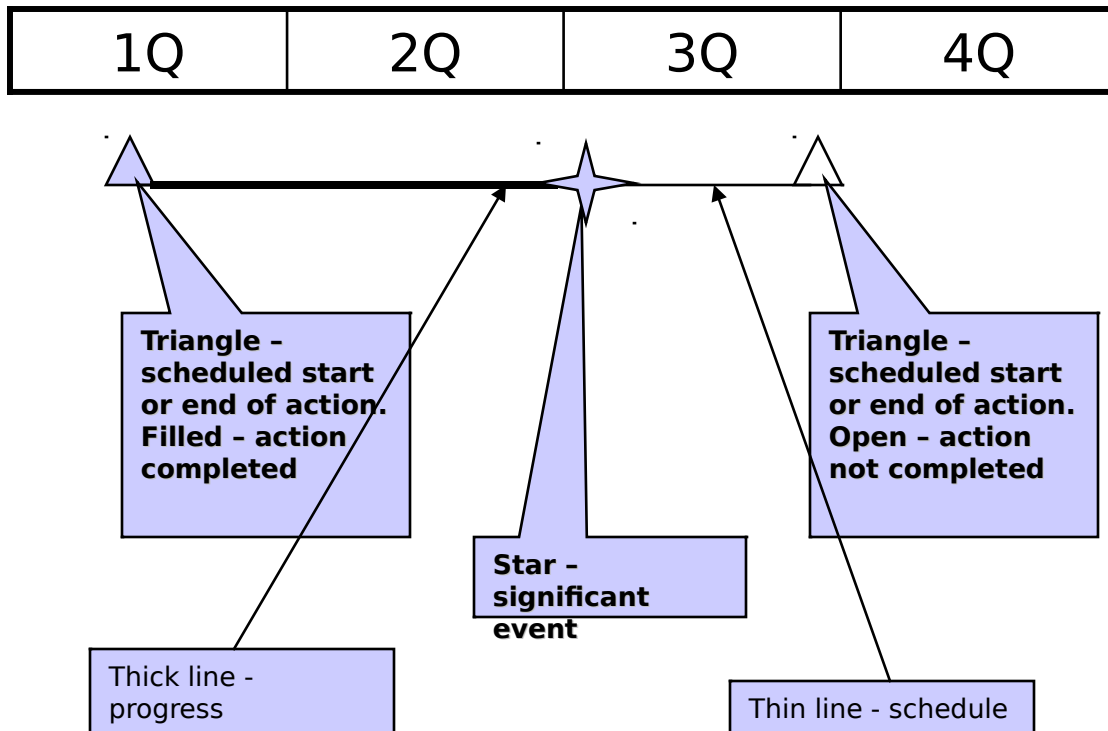 1Q 2Q 3Q 4Q
Triangle –
scheduled start
or end of action.
Filled – action
completed
Triangle –
scheduled start
or end of action.
Open – action
not completed
Star –
significant
event
Thick line -
progress
Thin line - schedule